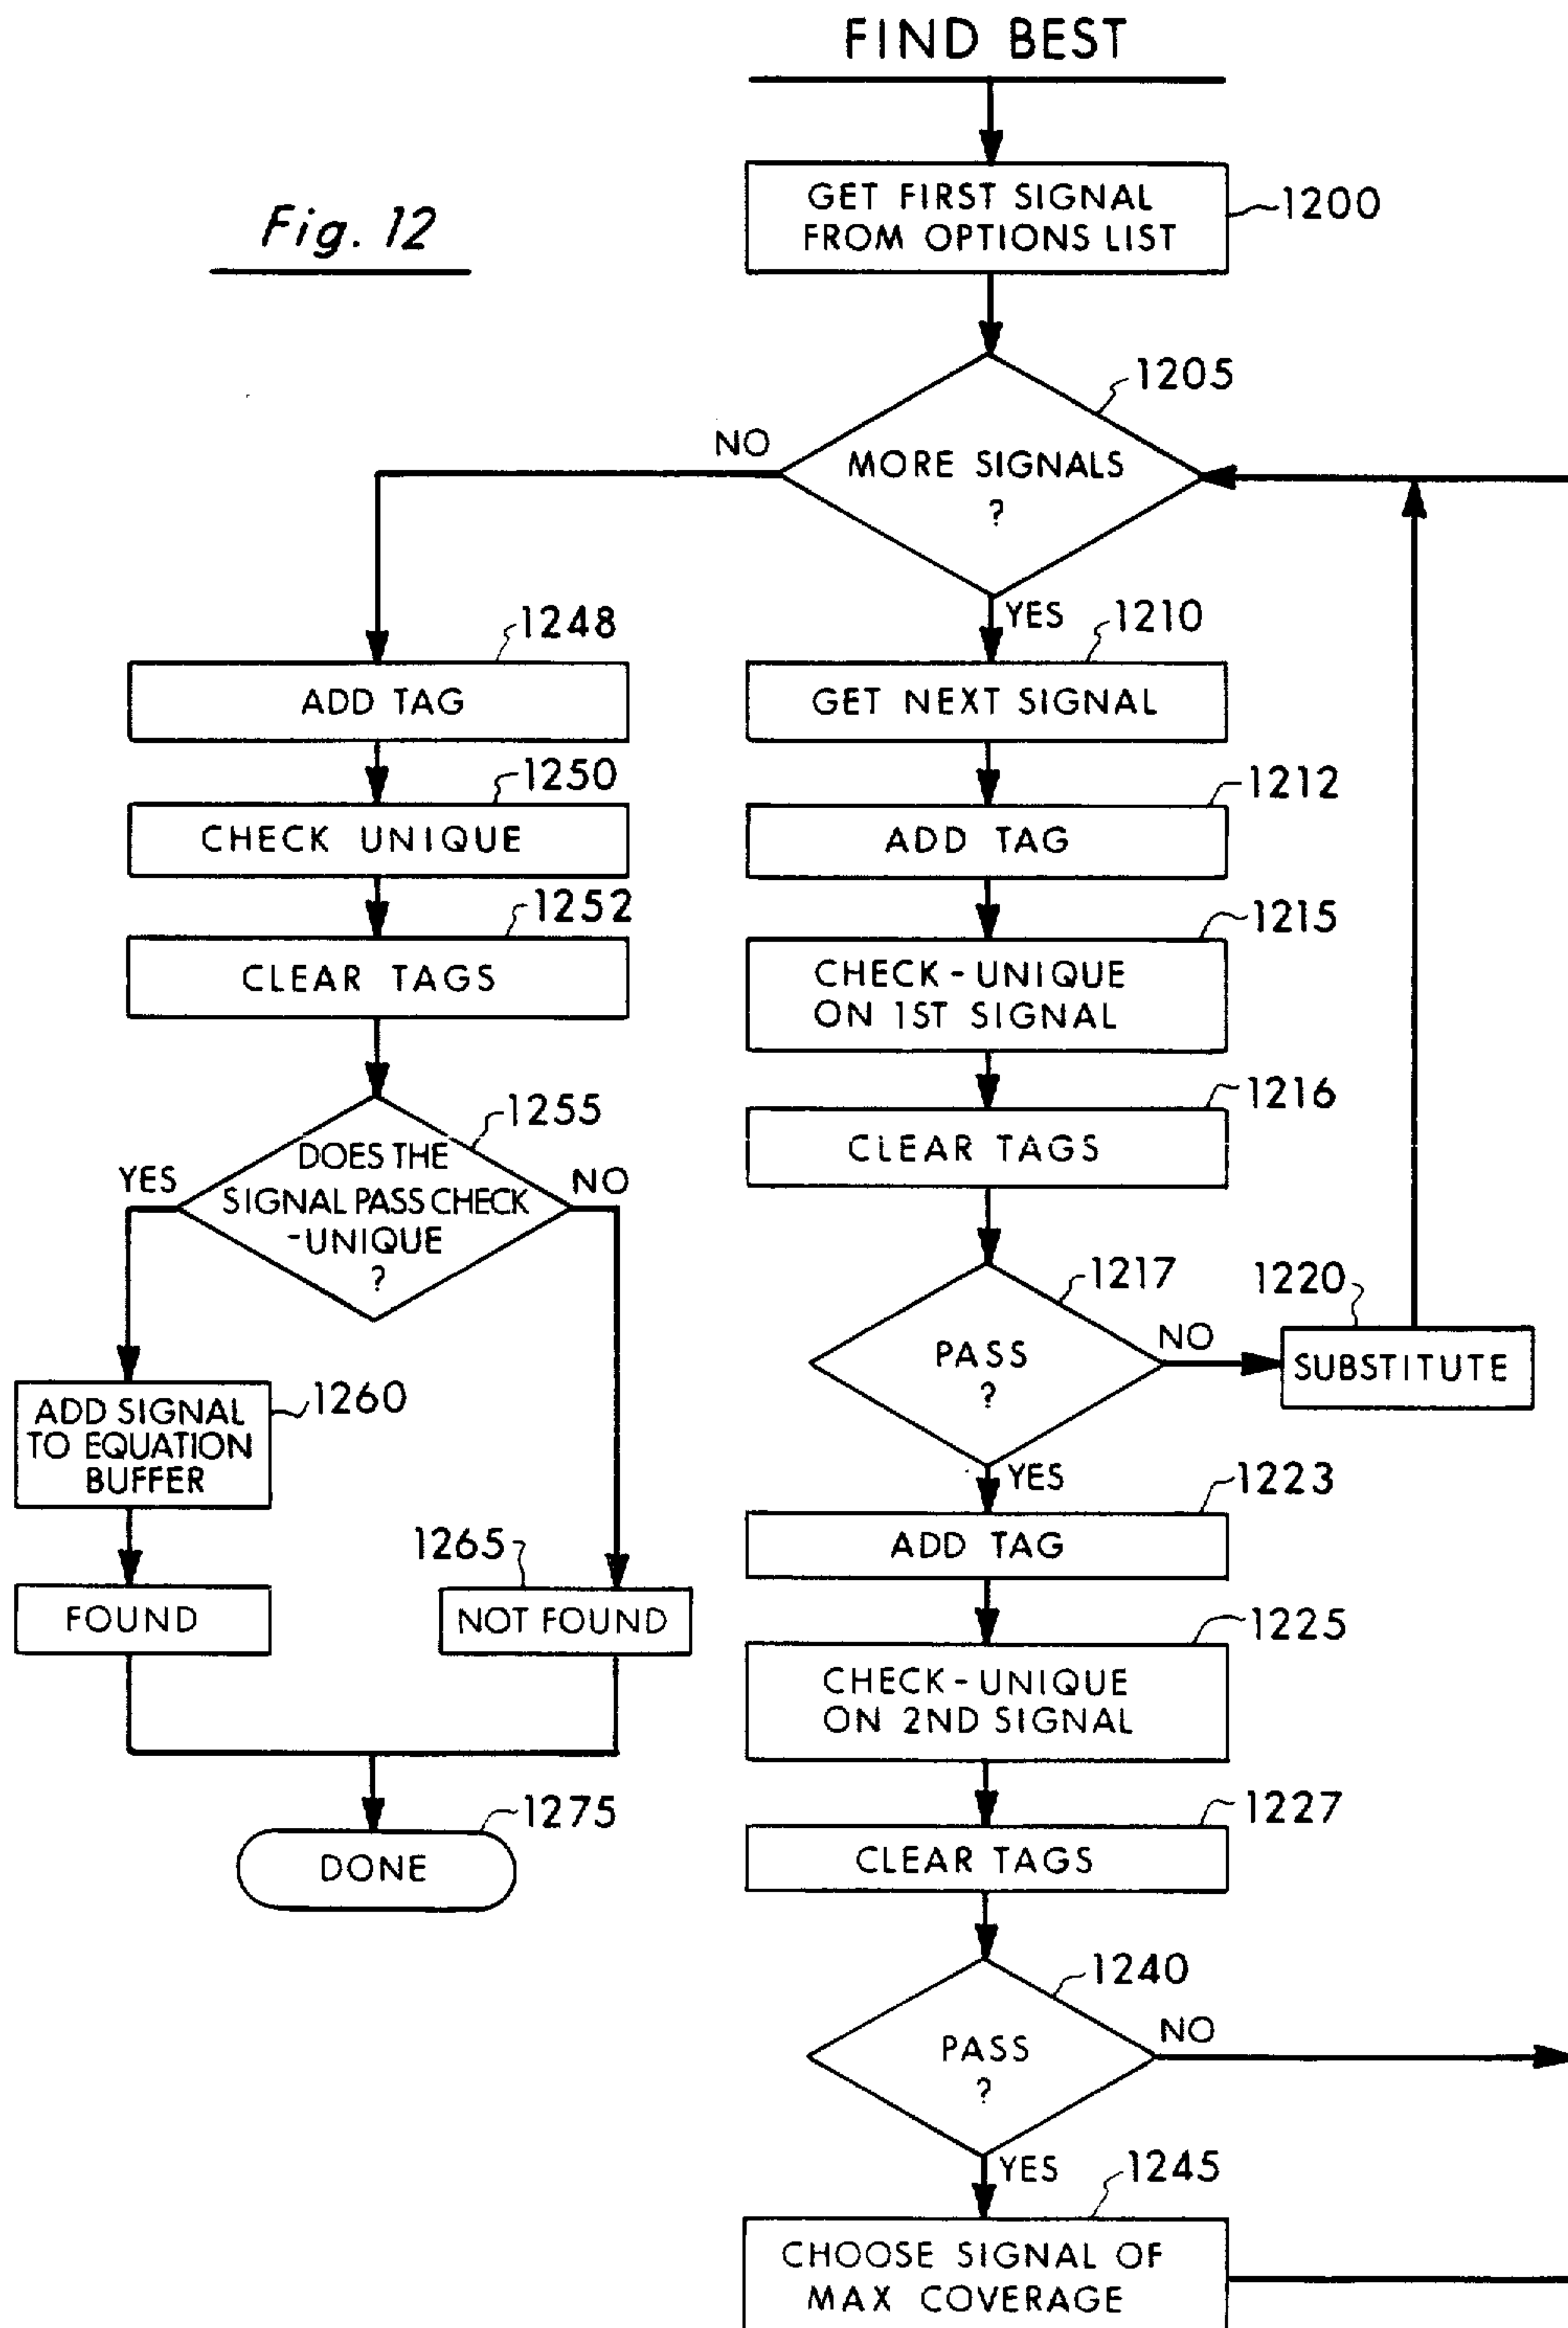 FIND BEST
Fig. 12
GET FIRST SIGNAL
FROM OPTIONS LIST
1200
1205
MORE SIGNALS
?
NO
YES
1210
GET NEXT SIGNAL
1212
ADD TAG
1215
CHECK-UNIQUE
ON 1ST SIGNAL
1216
CLEAR TAGS
1217
PASS
?
NO
1220
SUBSTITUTE
YES
1223
ADD TAG
1225
CHECK-UNIQUE
ON 2ND SIGNAL
1227
CLEAR TAGS
1240
PASS
?
NO
YES
1245
CHOOSE SIGNAL OF
MAX COVERAGE
1248
ADD TAG
1250
CHECK UNIQUE
1252
CLEAR TAGS
1255
DOES THE
SIGNAL PASS CHECK
-UNIQUE
?
YES
NO
1260
ADD SIGNAL
TO EQUATION
BUFFER
FOUND
1265
NOT FOUND
1275
DONE